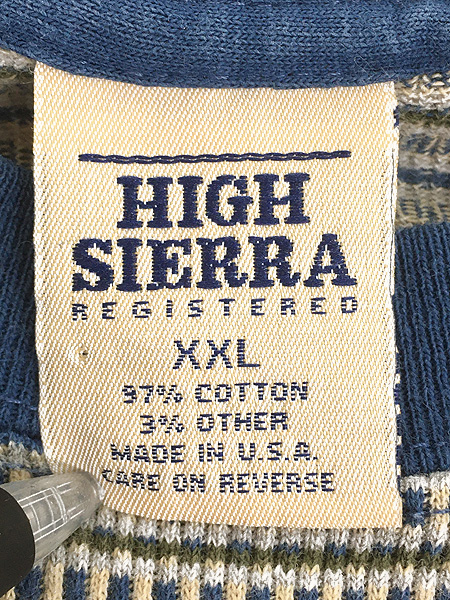 HIGH
SIERRA
REGISTERED
XXL
97% COTTON
3% OTHER
MADE IN U.S.A.
CARE ON REVERSE